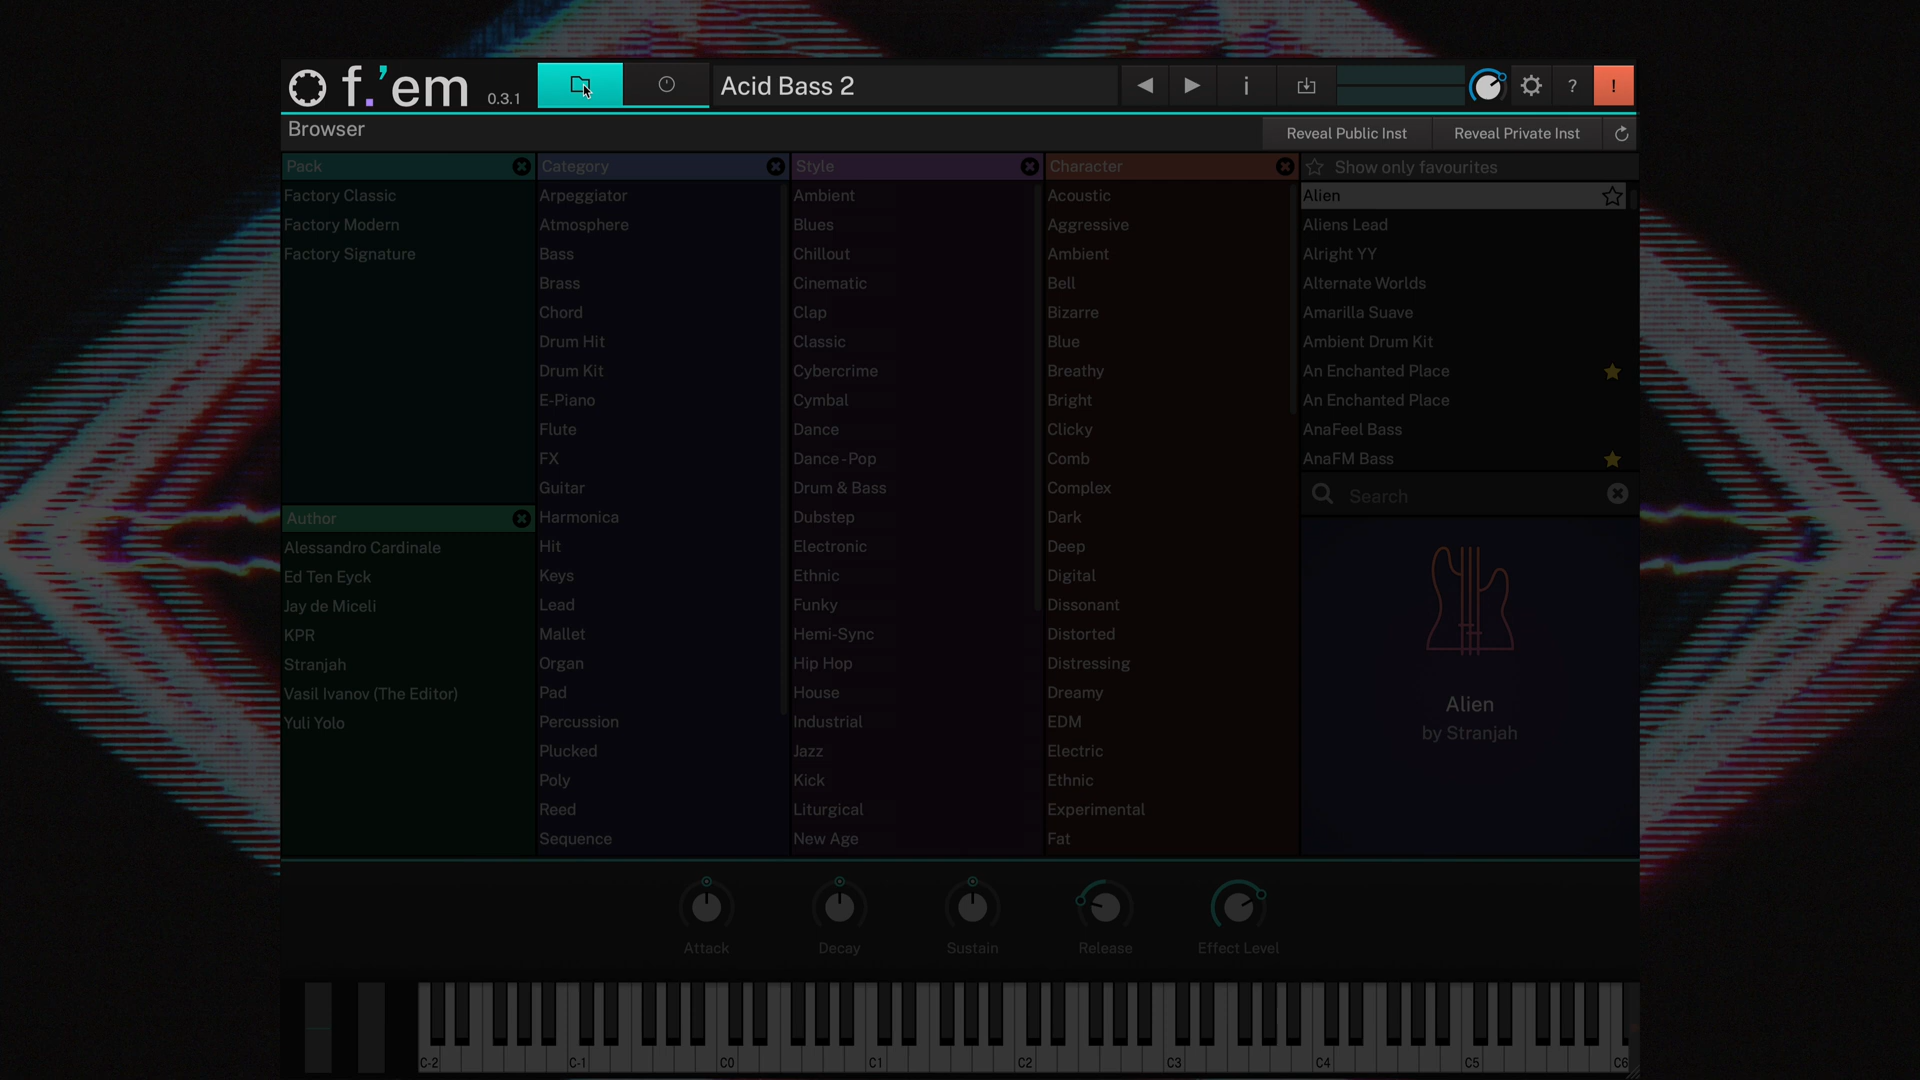 f.'em 0.3.1
Acid Bass 2
i
?
!
Browser
Reveal Public Inst
Reveal Private Inst
Pack
Factory Classic
Factory Modern
Factory Signature
Author
Alessandro Cardinale
Ed Ten Eyck
Jay de Miceli
KPR
Stranjah
Vasil Ivanov (The Editor)
Yuli Yolo
Category
Arpeggiator
Atmosphere
Bass
Brass
Chord
Drum Hit
Drum Kit
E-Piano
Flute
FX
Guitar
Harmonica
Hit
Keys
Lead
Mallet
Organ
Pad
Percussion
Plucked
Poly
Reed
Sequence
Style
Ambient
Blues
Chillout
Cinematic
Clap
Classic
Cybercrime
Cymbal
Dance
Dance-Pop
Drum & Bass
Dubstep
Electronic
Ethnic
Funky
Hemi-Sync
Hip Hop
House
Industrial
Jazz
Kick
Liturgical
New Age
Character
Acoustic
Aggressive
Ambient
Bell
Bizarre
Blue
Breathy
Bright
Clicky
Comb
Complex
Dark
Deep
Digital
Dissonant
Distorted
Distressing
Dreamy
EDM
Electric
Ethnic
Experimental
Fat
Show only favourites
Alien
Aliens Lead
Alright YY
Alternate Worlds
Amarilla Suave
Ambient Drum Kit
An Enchanted Place
An Enchanted Place
AnaFeel Bass
AnaFM Bass
Search
Alien
by Stranjah
Attack
Decay
Sustain
Release
Effect Level
C-2
C-1
C0
C1
C2
C3
C4
C5
C6